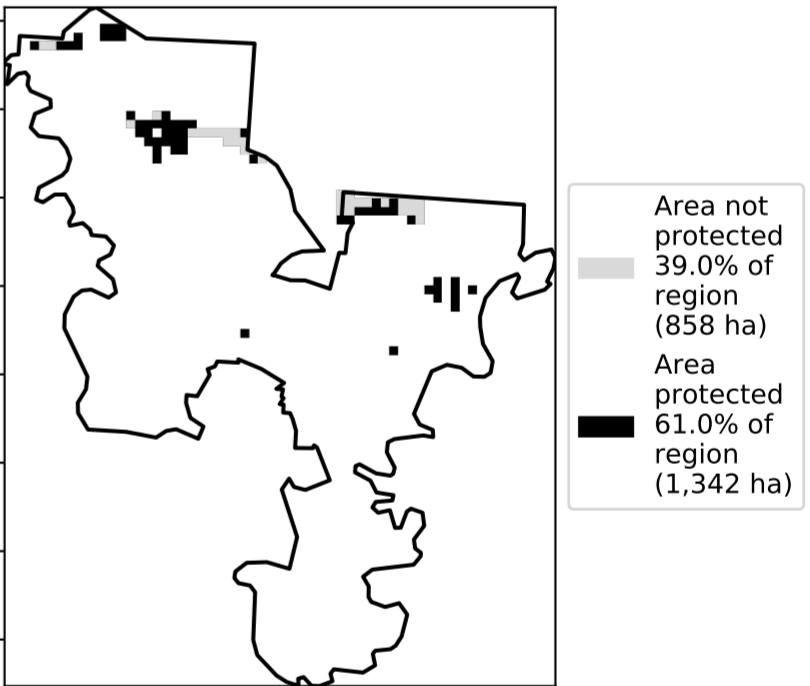 Area not
protected
39.0% of
region
(858 ha)
Area
protected
61.0% of
region
(1,342 ha)